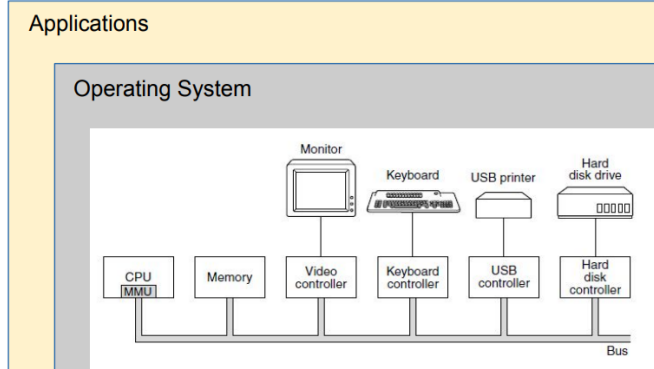 Applications
Operating System
Monitor
Keyboard
USB printer
Hard
disk drive
CPU
MMU
Memory
Video
controller
Keyboard
controller
USB
controller
Hard
disk
controller
Bus